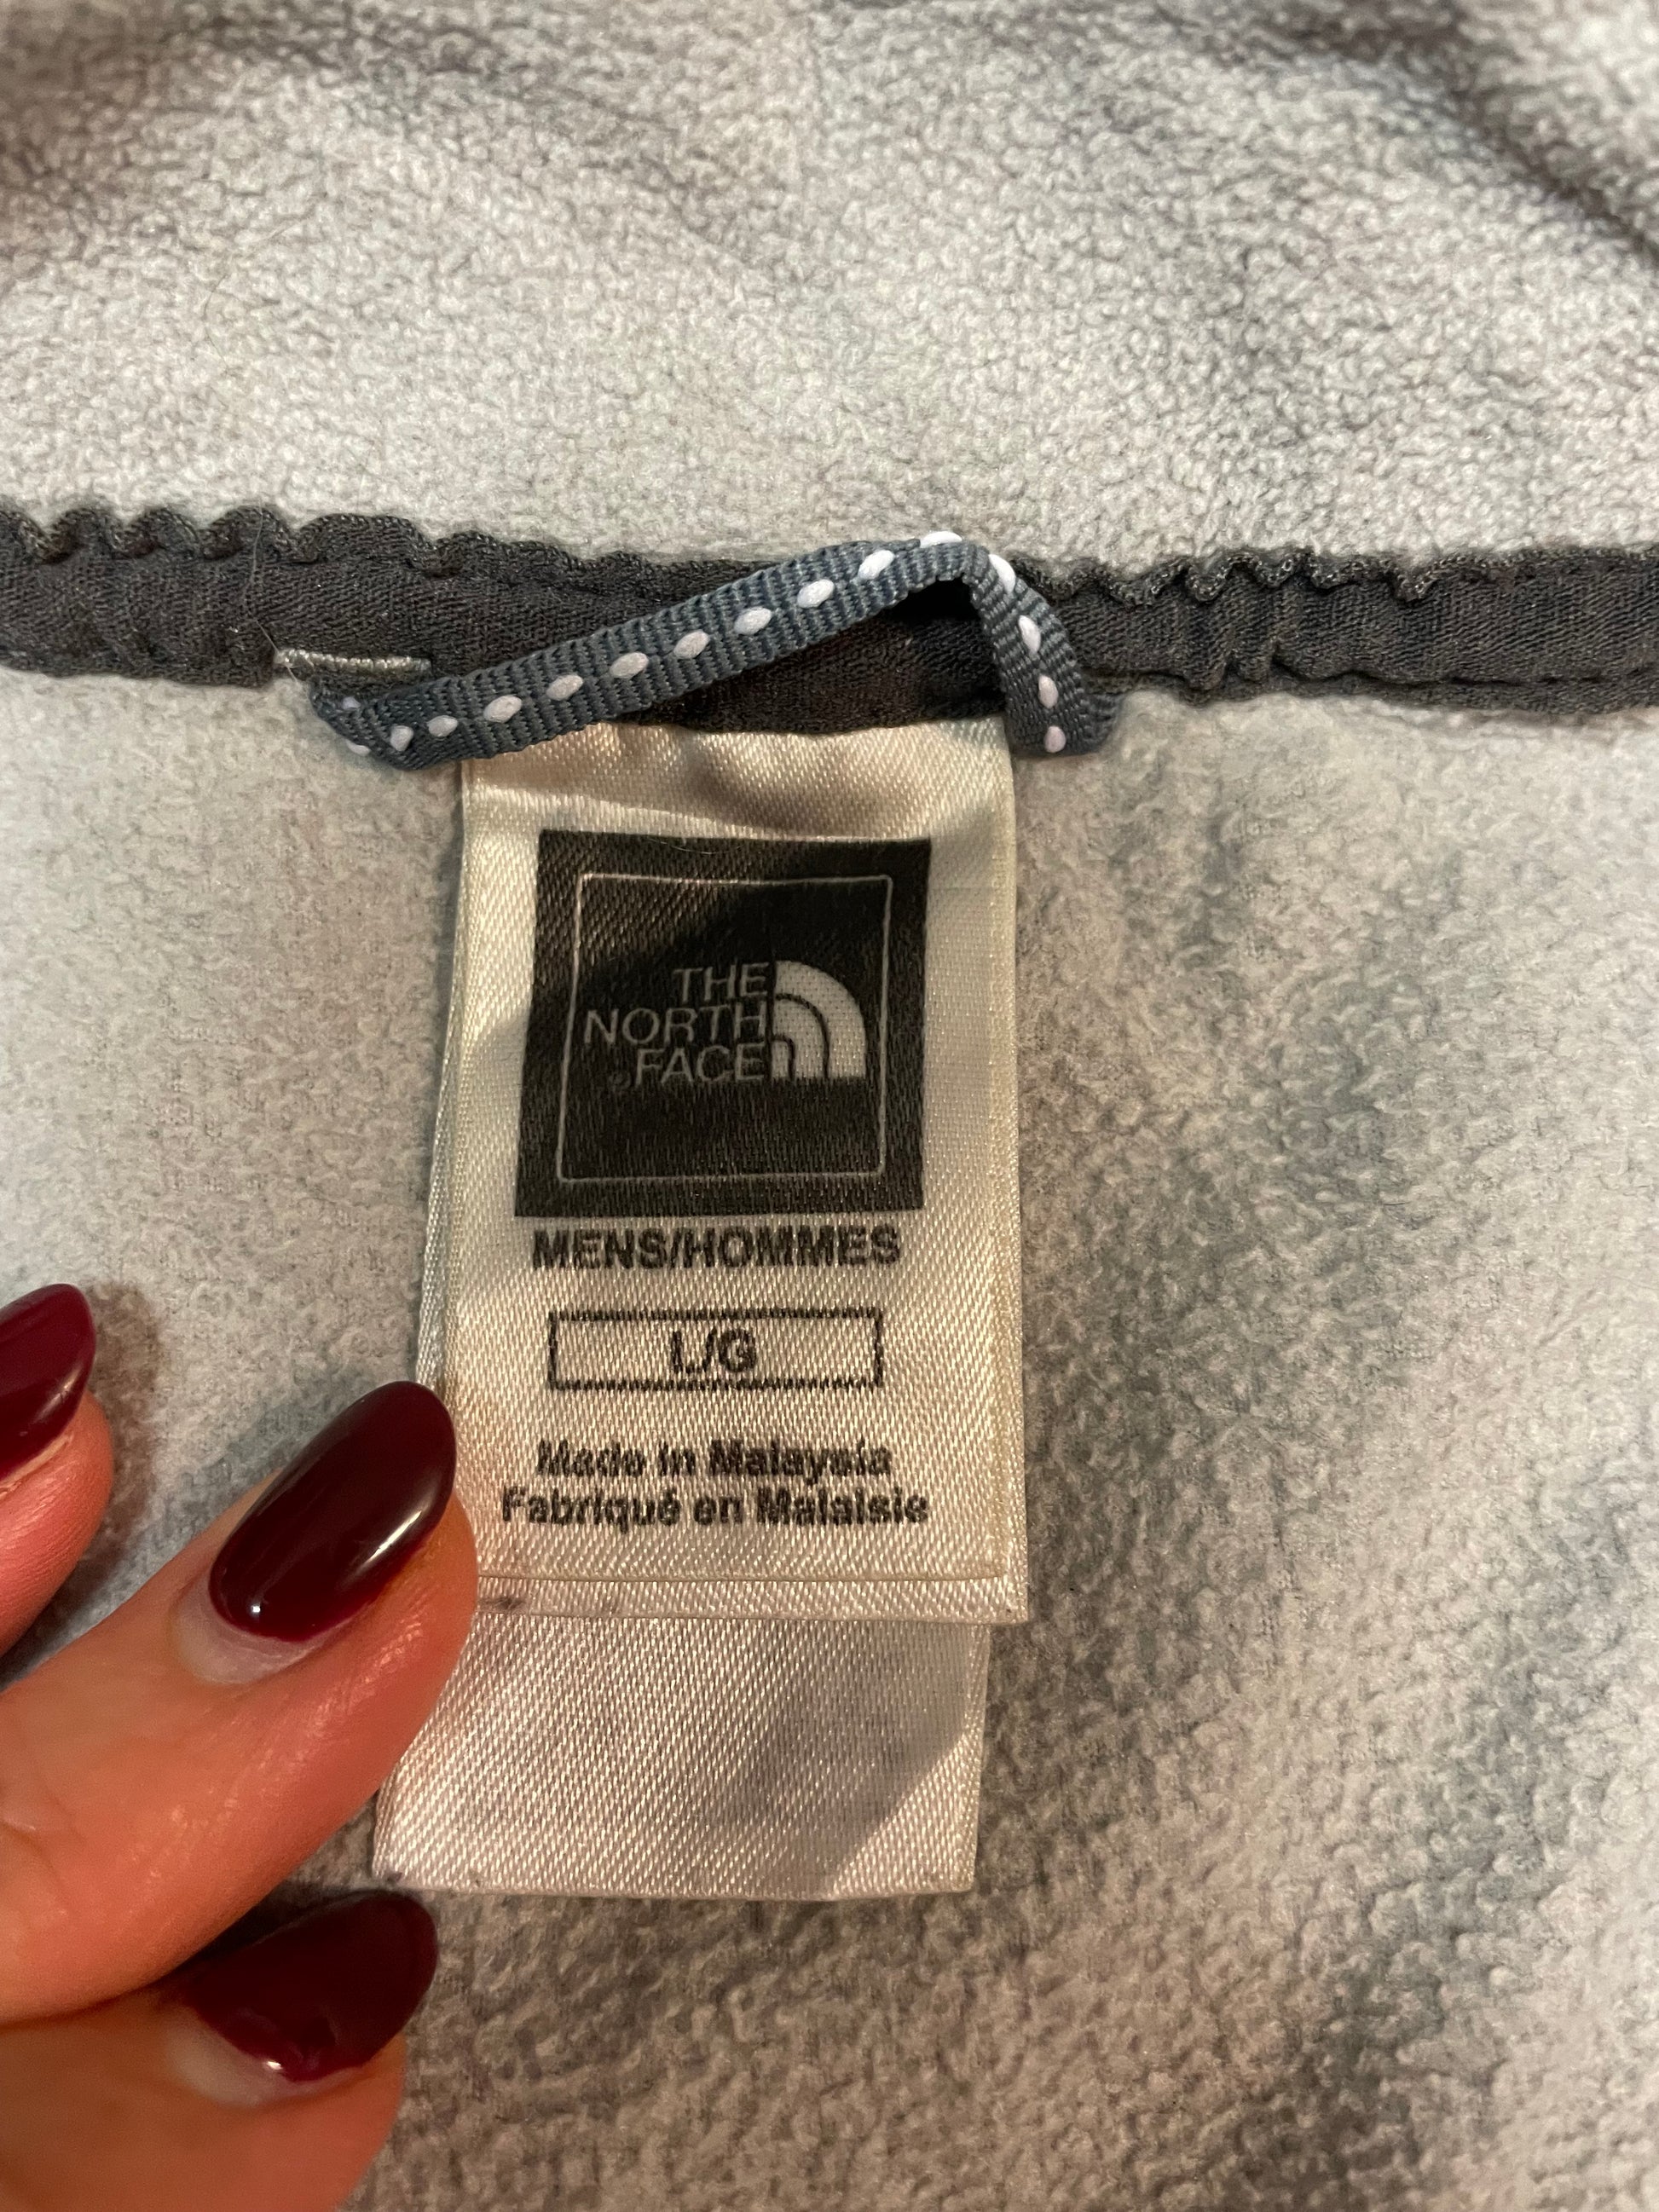 THE
NORTH
FACE®
MENS/HOMMES
L/G
Made in Malaysia
Fabriqué en Malaisie